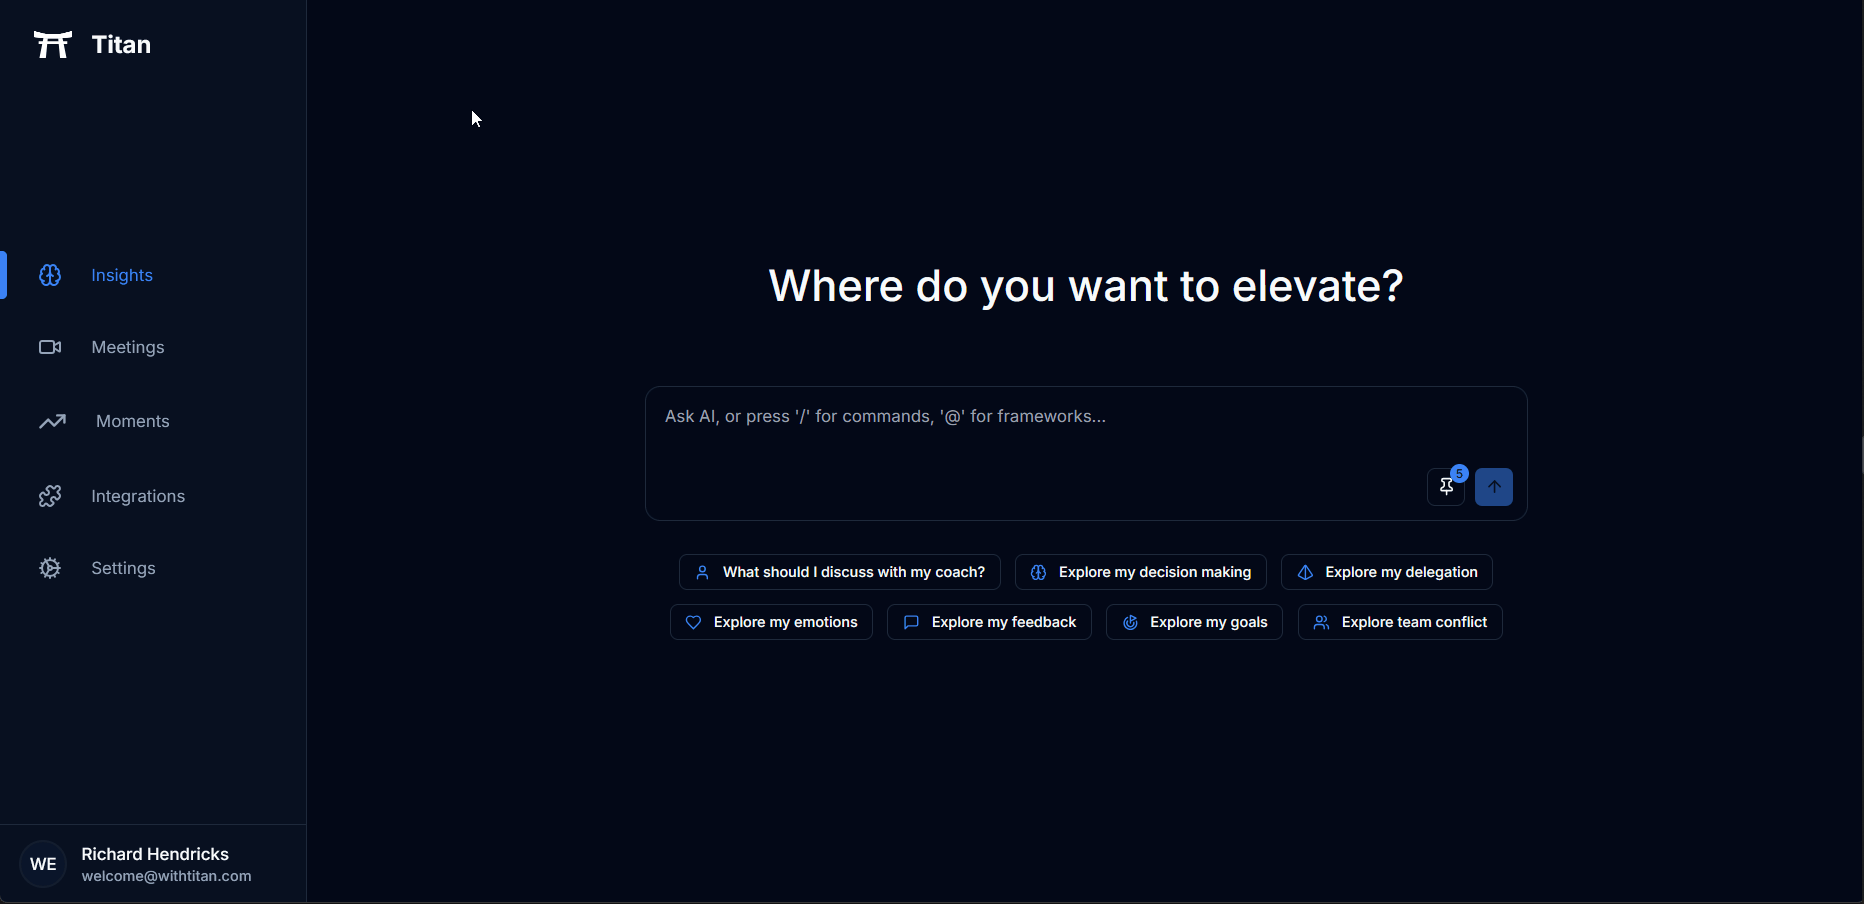 Titan
Insights
Meetings
Moments
Integrations
Settings
WE
Richard Hendricks
welcome@withtitan.com
Where do you want to elevate?
Ask AI, or press '/' for commands, '@' for frameworks...
5
What should I discuss with my coach?
Explore my decision making
Explore my delegation
Explore my emotions
Explore my feedback
Explore my goals
Explore team conflict